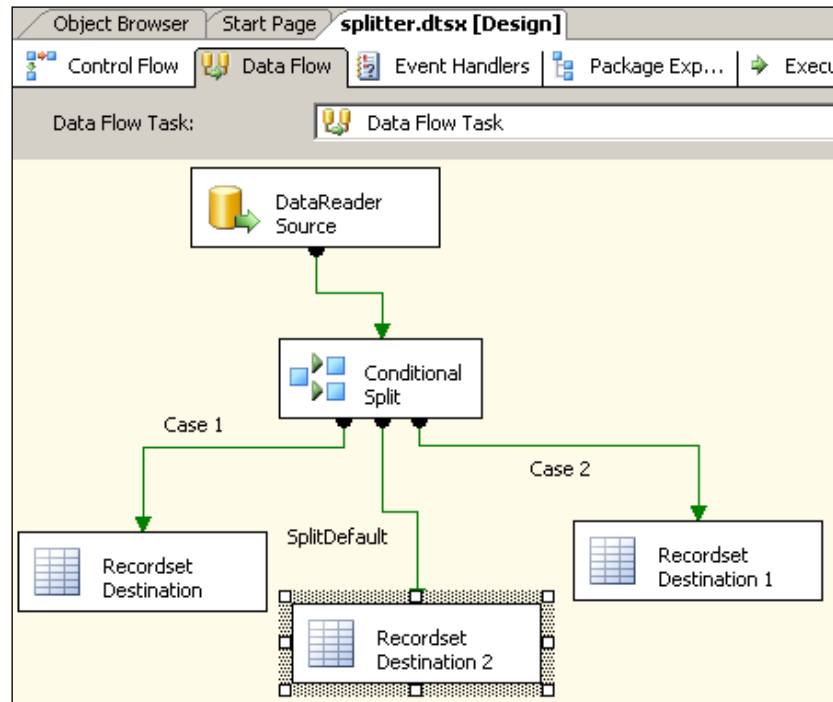 Object Browser
Start Page
splitter.dtsx [Design]
Control Flow
Data Flow
Event Handlers
Package Exp...
Execu
Data Flow Task:
Data Flow Task
DataReader
Source
Conditional
Split
Case 1
Case 2
SplitDefault
Recordset
Destination
Recordset
Destination 1
Recordset
Destination 2